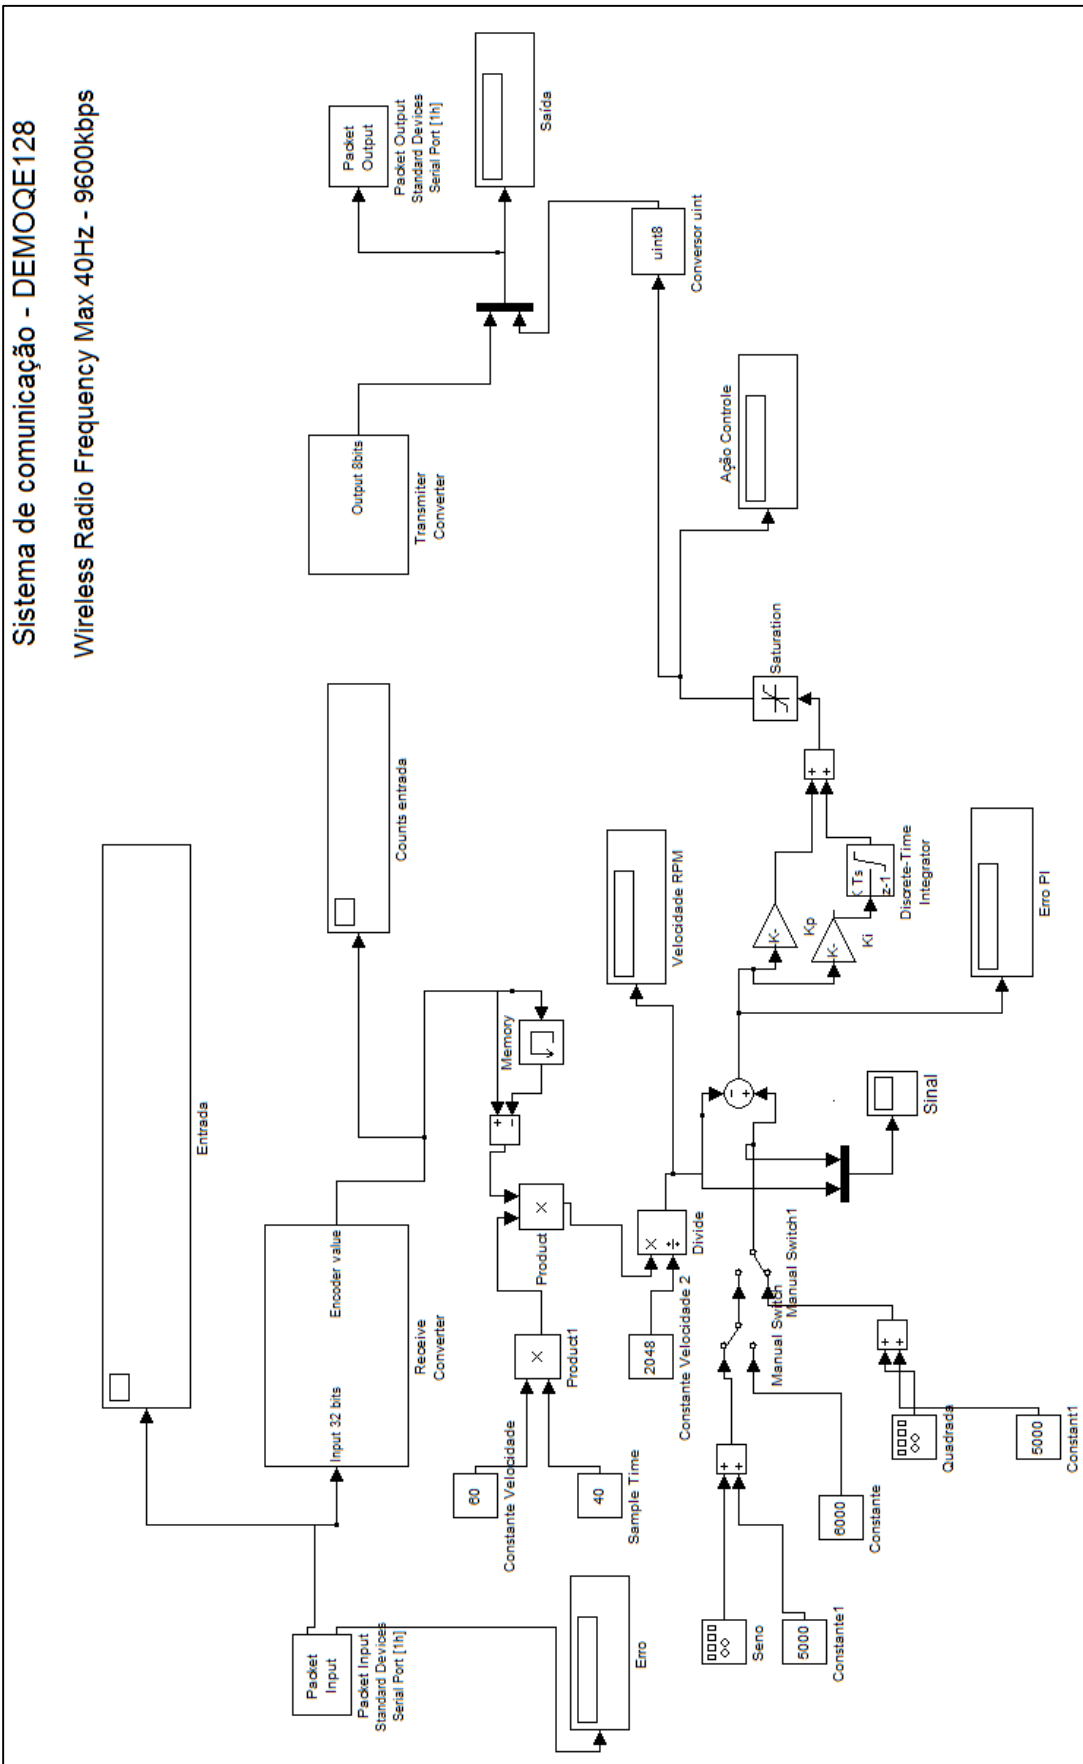 Sistema de comunicação - DEMOQE128
Wireless Radio Frequency Max 40Hz - 9600kbps
Entrada
Packet
Input
Packet Input
Standard Devices
Serial Port [1h]
Erro
Input 32 bits
Encoder value
Receive
Converter
Counts entrada
Output 8bits
Transmiter
Converter
Packet
Output
Packet Output
Standard Devices
Serial Port [1h]
Saída
uint8
Conversor uint
60
Constante Velocidade
40
Sample Time
×
Product1
×
Product
+
-
Memory
2048
Constante Velocidade 2
×
÷
Divide
Velocidade RPM
Seno
5000
Constante1
+
+
6000
Constante
Manual Switch
Manual Switch1
Quadrada
5000
Constant1
+
+
Sinal
-
+
K-
Kp
K-
Ki
K Ts
z-1
Discrete-Time
Integrator
+
+
Saturation
Ação Controle
Erro PI